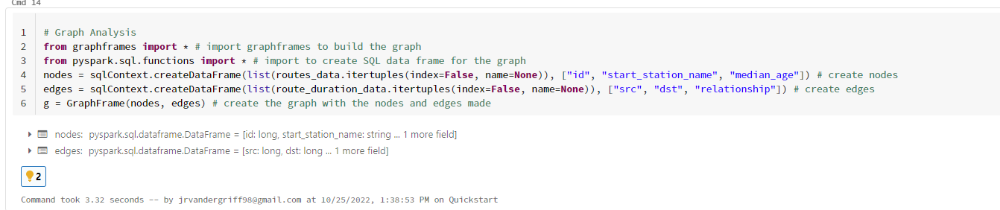 Cmd 14
1 # Graph Analysis
2 from graphframes import * # import graphframes to build the graph
3 from pyspark.sql.functions import * # import to create SQL data frame for the graph
4 nodes = sqlContext.createDataFrame(list(routes_data.itertuples(index=False, name=None)), ["id", "start_station_name", "median_age"]) # create nodes
5 edges = sqlContext.createDataFrame(list(route_duration_data.itertuples(index=False, name=None)), ["src", "dst", "relationship"]) # create edges
6 g = GraphFrame(nodes, edges) # create the graph with the nodes and edges made
nodes: pyspark.sql.dataframe.DataFrame = [id: long, start_station_name: string ... 1 more field]
edges: pyspark.sql.dataframe.DataFrame = [src: long, dst: long ... 1 more field]
2
Command took 3.32 seconds -- by jrvandergriff98@gmail.com at 10/25/2022, 1:38:53 PM on Quickstart